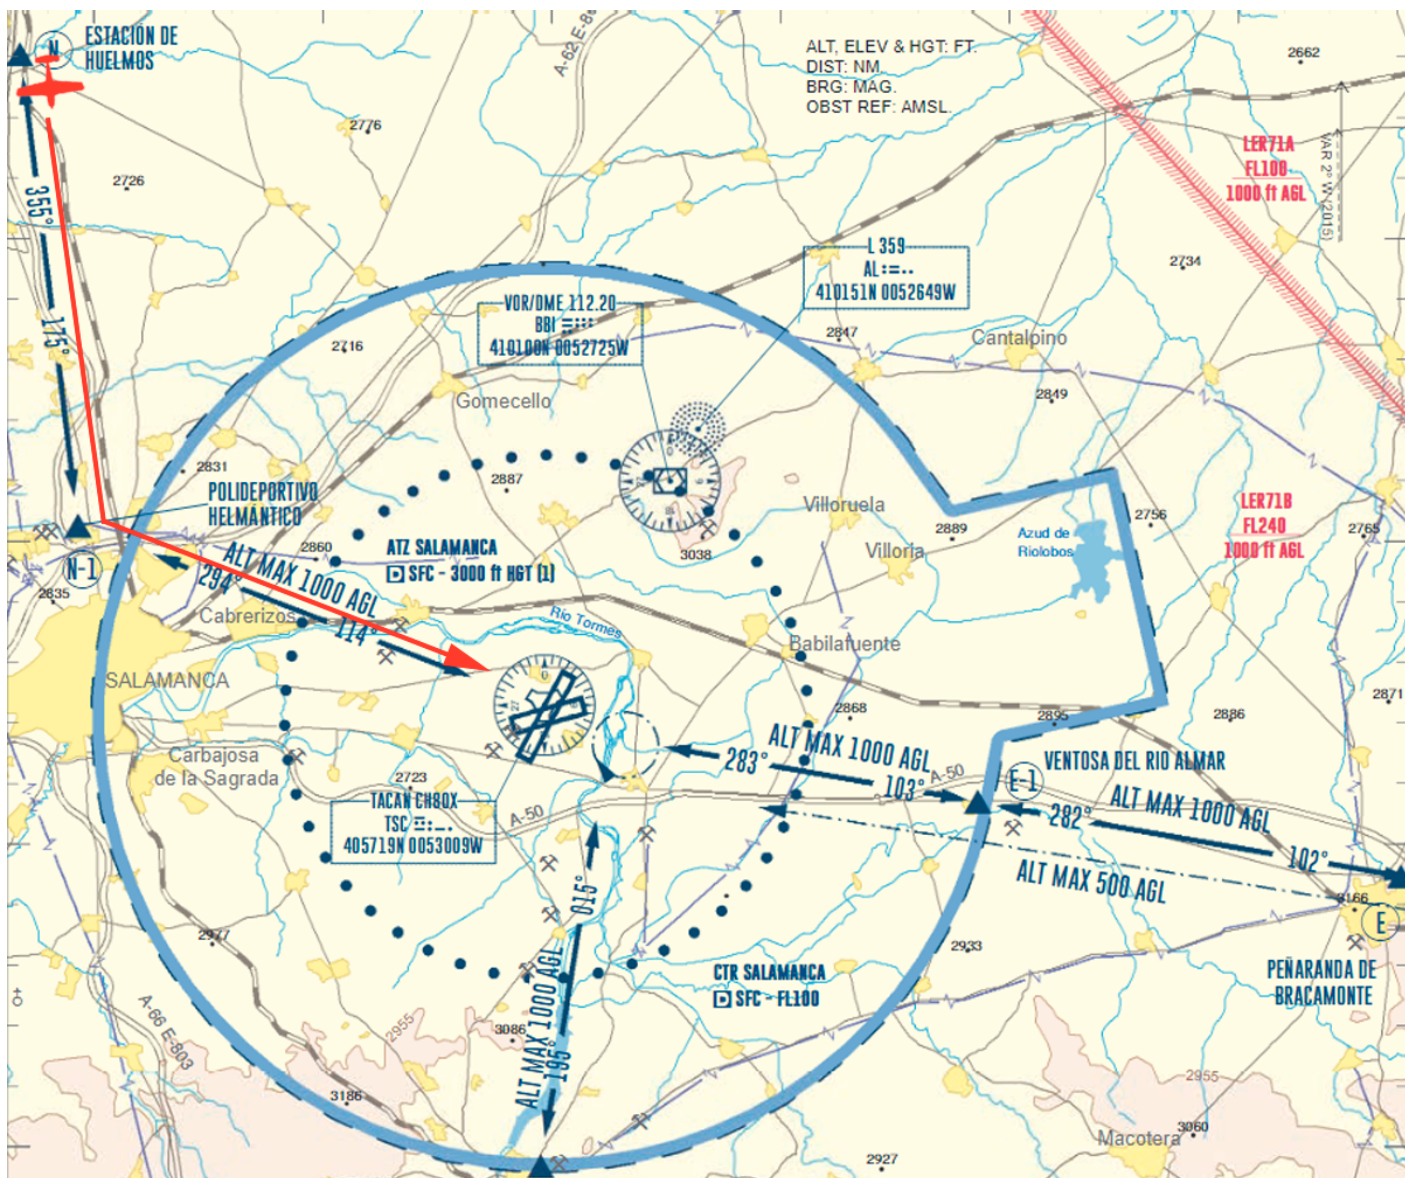 N
ESTACIÓN DE
HUELMOS
A-62 E-80
ALT, ELEV & HGT: FT.
DIST: NM.
BRG: MAG.
OBST REF: AMSL.
2662
2776
2726
LER71A
FL100
1000 ft AGL
VAR 2° W (2015)
355°
175°
L 359
AL
410151N 0052649W
2734
VOR/DME 112.20
BBI
410100N 0052725W
2716
2847
Cantalpino
Gomecello
2849
2831
2887
POLIDEPORTIVO
HELMÁNTICO
Villoruela
LER71B
FL240
1000 ft AGL
2756
2765
2889
Azud de
Riolobos
3038
Villoria
N-1
2860
ATZ SALAMANCA
D SFC - 3000 ft HGT (1)
2835
ALT MAX 1000 AGL
294°
114°
Cabrerizos
Río Tormes
Babilafuente
SALAMANCA
2871
2868
2895
2886
Carbajosa
de la Sagrada
2723
ALT MAX 1000 AGL
283°
103°
A-50
E-1
VENTOSA DEL RIO ALMAR
ALT MAX 1000 AGL
282°
102°
TACAN CH80X
TSC
405719N 0053009W
A-50
ALT MAX 500 AGL
3166
E
PEÑARANDA DE
BRACAMONTE
015°
ALT MAX 1000 AGL
195°
2977
2933
CTR SALAMANCA
D SFC - FL100
A-66 E-803
2955
3086
3186
2955
3060
Macotera
2927